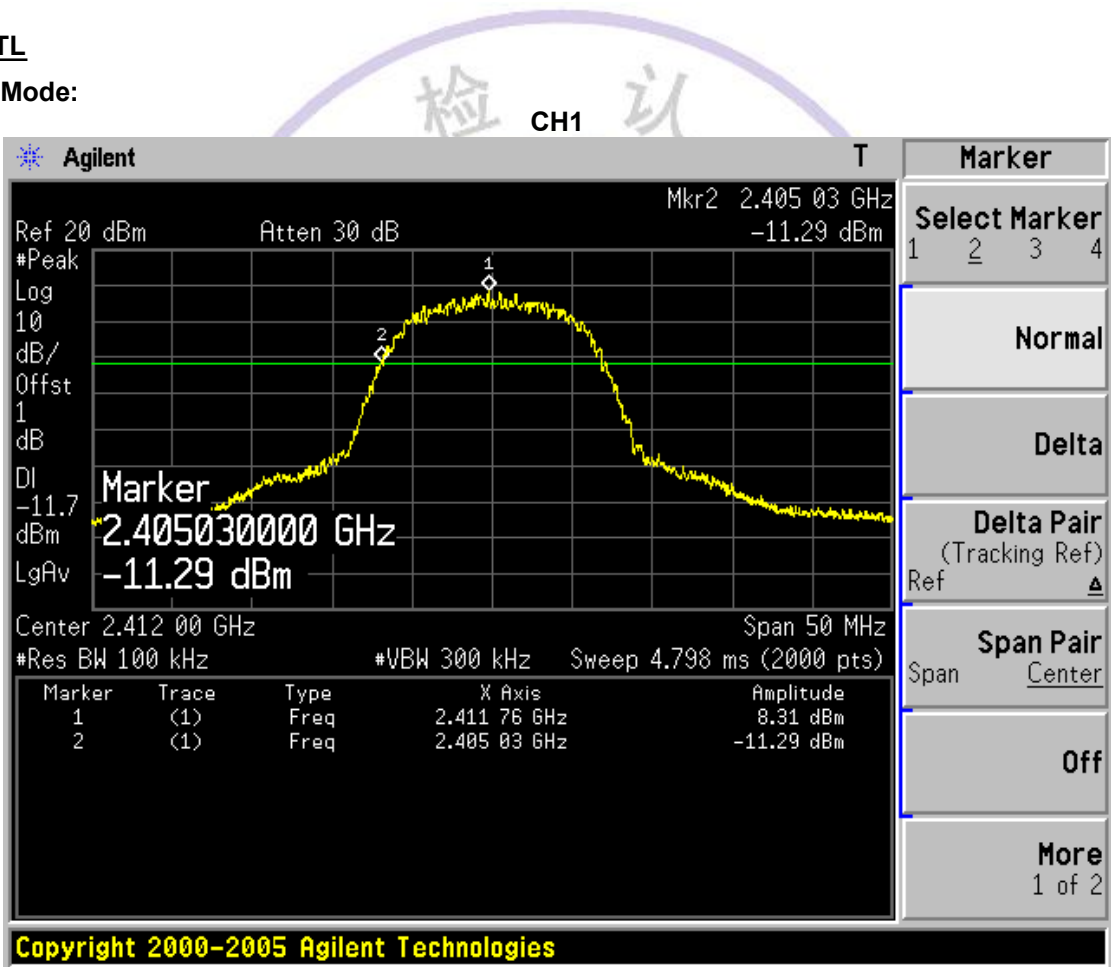 TL
Mode:
检 认
CH1
Agilent T
Marker
Mkr2 2.405 03 GHz
Ref 20 dBm Atten 30 dB -11.29 dBm
Select Marker
1 2 3 4
#Peak
Log
10
dB/
Offst
1
dB
DI
-11.7
dBm
LgAv
1
2
Marker
2.405030000 GHz
-11.29 dBm
Normal
Delta
Delta Pair
(Tracking Ref)
Ref Δ
Center 2.412 00 GHz Span 50 MHz
#Res BW 100 kHz #VBW 300 kHz Sweep 4.798 ms (2000 pts)
Span Pair
Span Center
Marker Trace Type X Axis Amplitude
1 (1) Freq 2.411 76 GHz 8.31 dBm
2 (1) Freq 2.405 03 GHz -11.29 dBm
Off
More
1 of 2
Copyright 2000-2005 Agilent Technologies